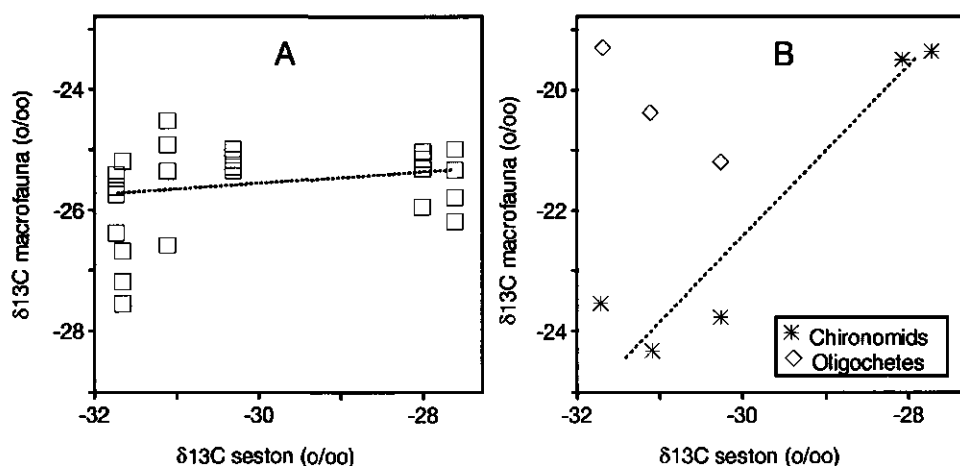 A
-24
-26
-28
-32
-30
-28
δ13C macrofauna (o/oo)
δ13C seston (o/oo)
B
-20
-22
-24
-32
-30
-28
δ13C macrofauna (o/oo)
δ13C seston (o/oo)
Chironomids
Oligochetes